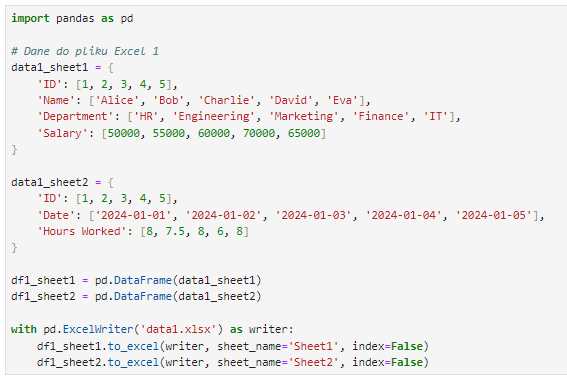 import pandas as pd
# Dane do pliku Excel 1
data1_sheet1 = {
    'ID': [1, 2, 3, 4, 5],
    'Name': ['Alice', 'Bob', 'Charlie', 'David', 'Eva'],
    'Department': ['HR', 'Engineering', 'Marketing', 'Finance', 'IT'],
    'Salary': [50000, 55000, 60000, 70000, 65000]
}
data1_sheet2 = {
    'ID': [1, 2, 3, 4, 5],
    'Date': ['2024-01-01', '2024-01-02', '2024-01-03', '2024-01-04', '2024-01-05'],
    'Hours Worked': [8, 7.5, 8, 6, 8]
}
df1_sheet1 = pd.DataFrame(data1_sheet1)
df1_sheet2 = pd.DataFrame(data1_sheet2)
with pd.ExcelWriter('data1.xlsx') as writer:
    df1_sheet1.to_excel(writer, sheet_name='Sheet1', index=False)
    df1_sheet2.to_excel(writer, sheet_name='Sheet2', index=False)